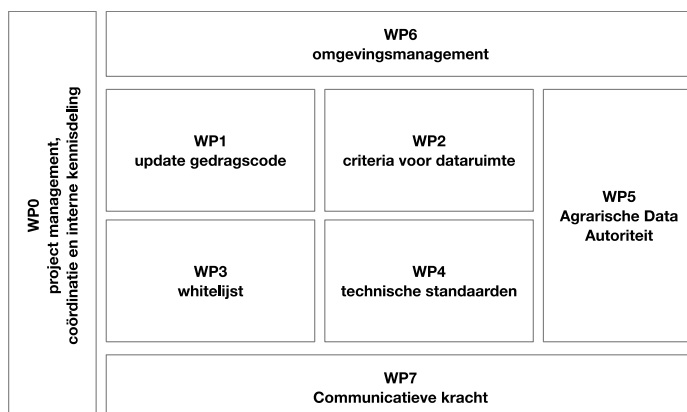 WP0
project management,
coördinatie en interne kennisdeling
WP6
omgevingsmanagement
WP1
update gedragscode
WP2
criteria voor dataruimte
WP3
whitelijst
WP4
technische standaarden
WP5
Agrarische Data
Autoriteit
WP7
Communicatieve kracht